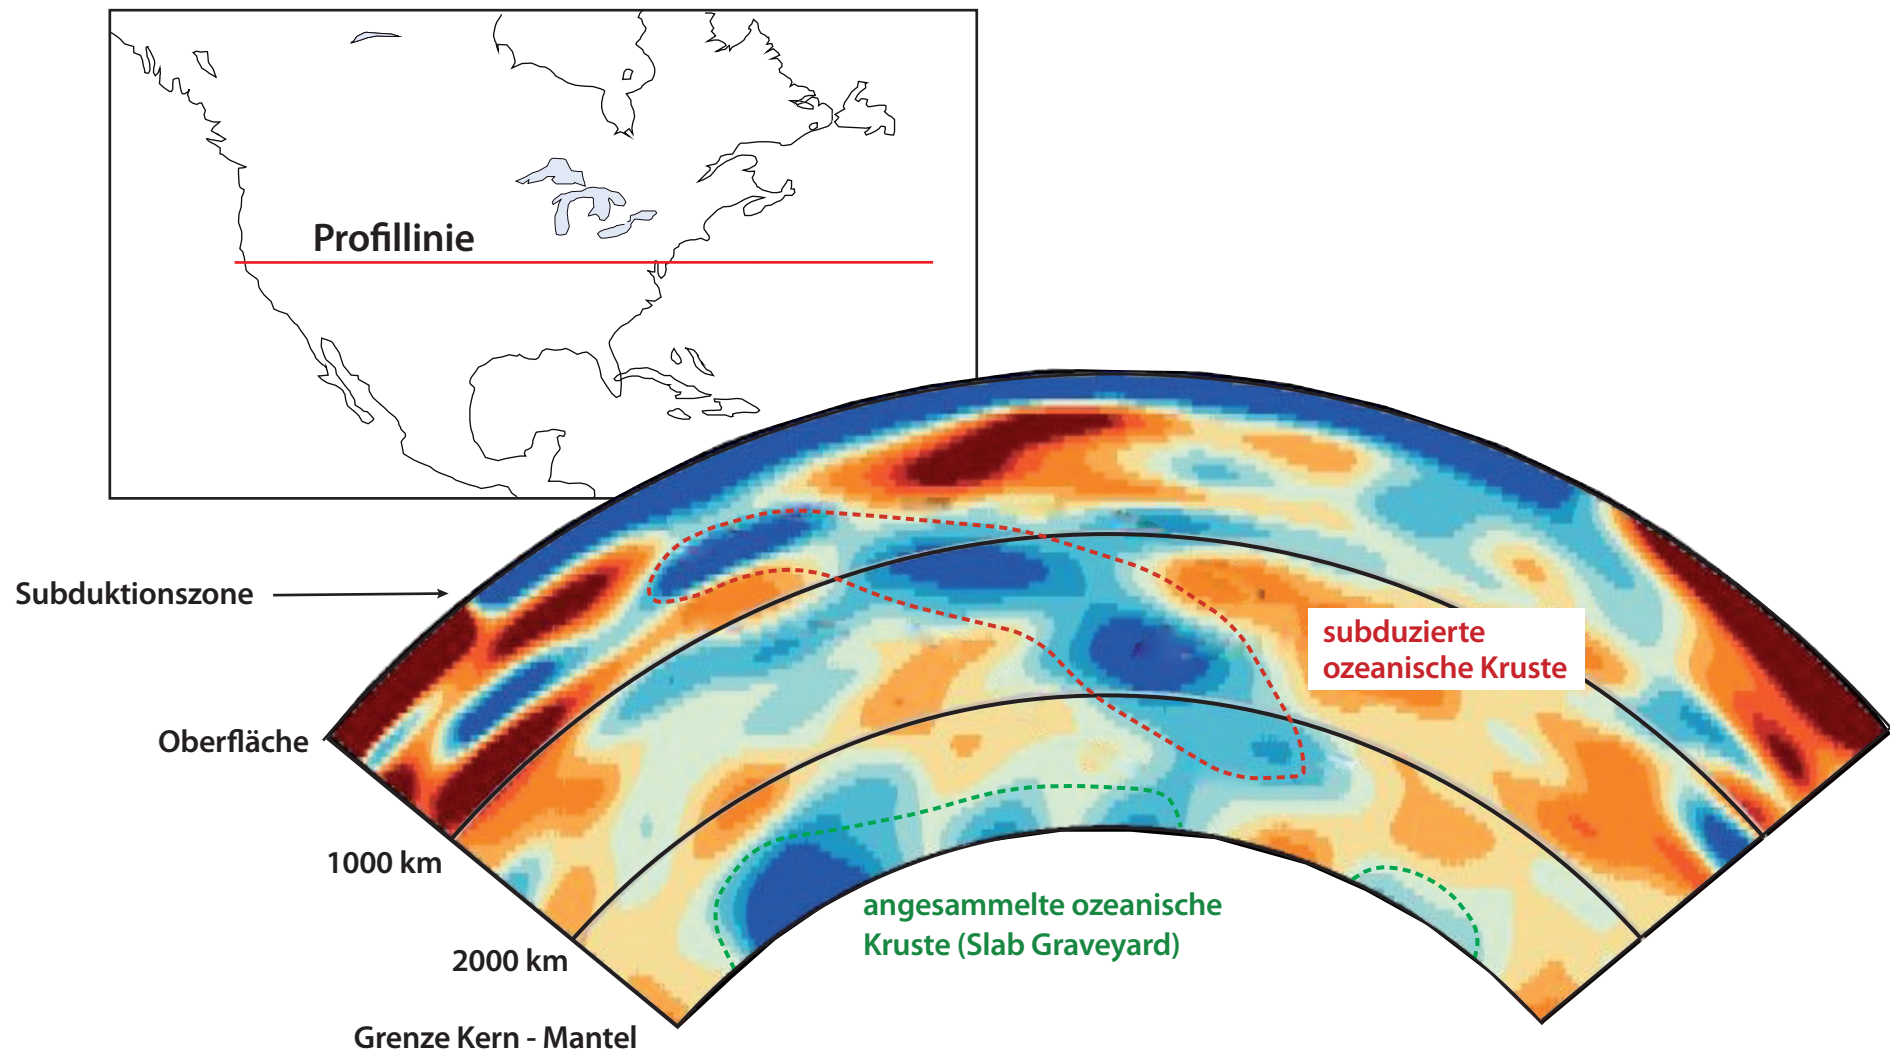 Profillinie
Subduktionszone
subduzierte
ozeanische Kruste
Oberfläche
1000 km
angesammelte ozeanische
Kruste (Slab Graveyard)
2000 km
Grenze Kern - Mantel